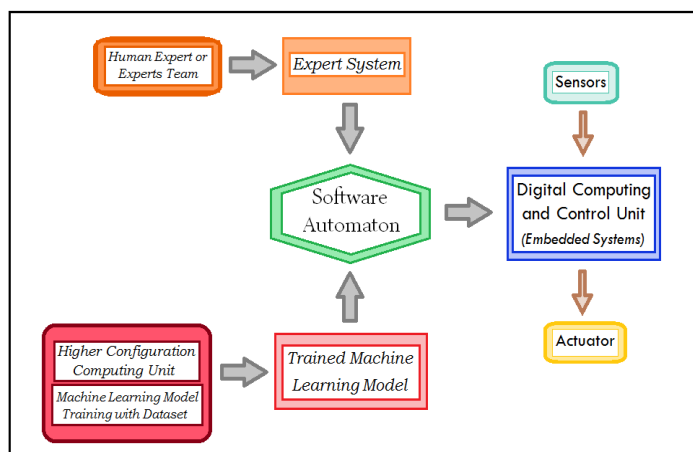 Human Expert or
Experts Team
Expert System
Sensors
Software
Automaton
Digital Computing
and Control Unit
(Embedded Systems)
Higher Configuration
Computing Unit
Machine Learning Model
Training with Dataset
Trained Machine
Learning Model
Actuator